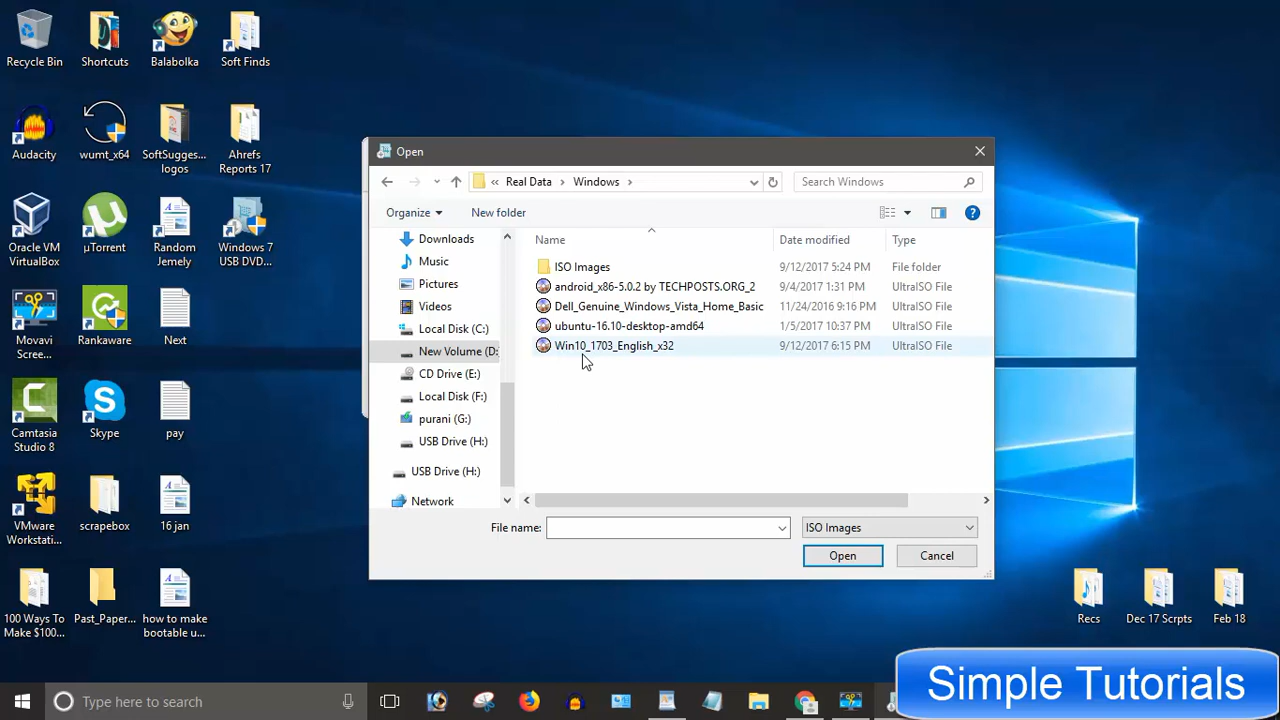 Recycle Bin
Shortcuts
Balabolka
Soft Finds
Audacity
wumt_x64
SoftSugges...
logos
Ahrefs
Reports 17
Oracle VM
VirtualBox
µTorrent
Random
Jemely
Windows 7
USB DVD...
Movavi
Scree...
Rankaware
Next
Camtasia
Studio 8
Skype
pay
VMware
Workstati...
scrapebox
16 jan
100 Ways To
Make $100...
Past_Paper...
how to make
bootable u...
Open
« Real Data > Windows >
Search Windows
Organize
New folder
Downloads
Music
Pictures
Videos
Local Disk (C:)
New Volume (D:
CD Drive (E:)
Local Disk (F:)
purani (G:)
USB Drive (H:)
USB Drive (H:)
Network
Name Date modified Type
ISO Images 9/12/2017 5:24 PM File folder
android_x86-5.0.2 by TECHPOSTS.ORG_2 9/4/2017 1:31 PM UltraISO File
Dell_Genuine_Windows_Vista_Home_Basic 11/24/2016 9:16 PM UltraISO File
ubuntu-16.10-desktop-amd64 1/5/2017 10:37 PM UltraISO File
Win10_1703_English_x32 9/12/2017 6:15 PM UltraISO File
File name:
ISO Images
Open
Cancel
Recs
Dec 17 Scrpts
Feb 18
Type here to search
Simple Tutorials